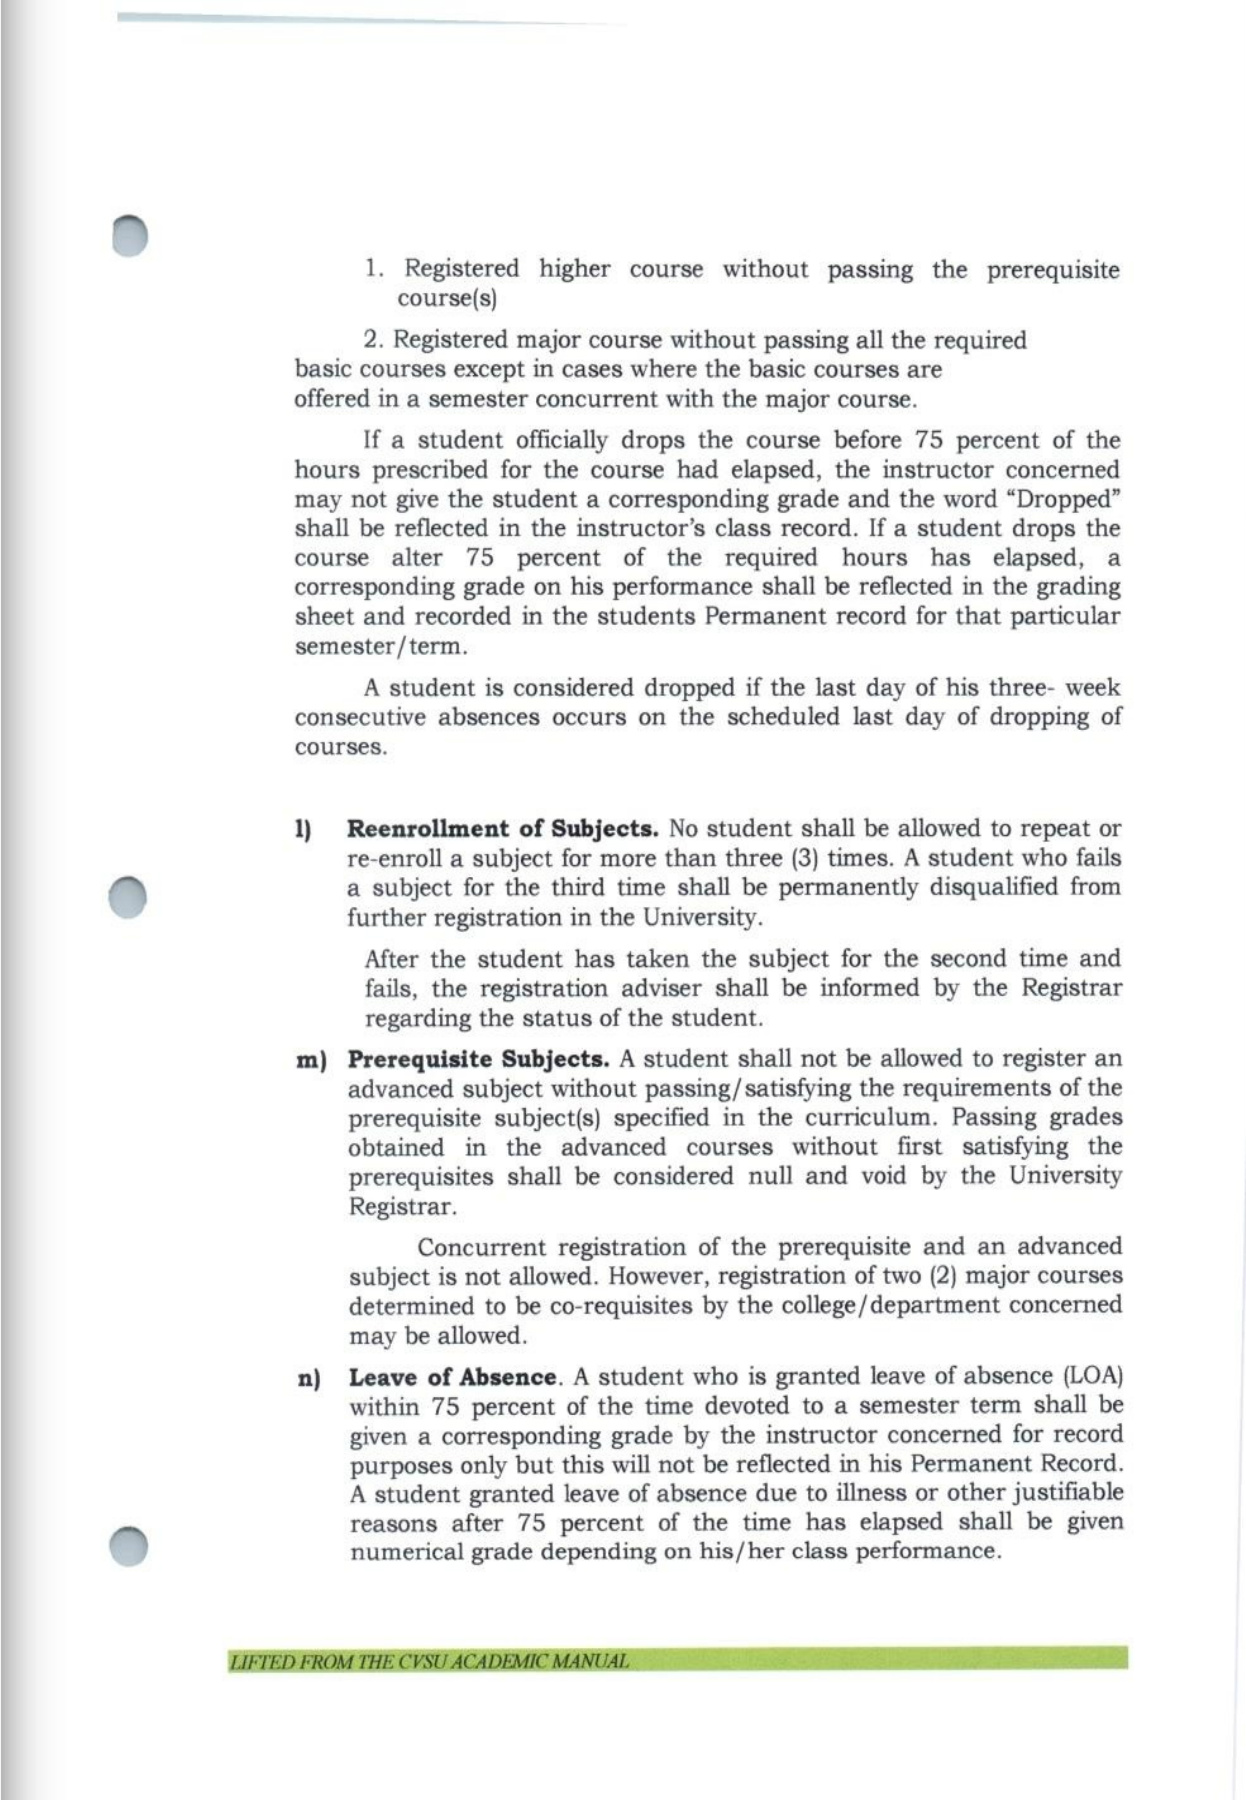 1. Registered higher course without passing the prerequisite
course(s)
2. Registered major course without passing all the required
basic courses except in cases where the basic courses are
offered in a semester concurrent with the major course.
If a student officially drops the course before 75 percent of the
hours prescribed for the course had elapsed, the instructor concerned
may not give the student a corresponding grade and the word “Dropped”
shall be reflected in the instructor’s class record. If a student drops the
course alter 75 percent of the required hours has elapsed, a
corresponding grade on his performance shall be reflected in the grading
sheet and recorded in the students Permanent record for that particular
semester/term.
A student is considered dropped if the last day of his three- week
consecutive absences occurs on the scheduled last day of dropping of
courses.
l) Reenrollment of Subjects. No student shall be allowed to repeat or
re-enroll a subject for more than three (3) times. A student who fails
a subject for the third time shall be permanently disqualified from
further registration in the University.
After the student has taken the subject for the second time and
fails, the registration adviser shall be informed by the Registrar
regarding the status of the student.
m) Prerequisite Subjects. A student shall not be allowed to register an
advanced subject without passing/satisfying the requirements of the
prerequisite subject(s) specified in the curriculum. Passing grades
obtained in the advanced courses without first satisfying the
prerequisites shall be considered null and void by the University
Registrar.
Concurrent registration of the prerequisite and an advanced
subject is not allowed. However, registration of two (2) major courses
determined to be co-requisites by the college/department concerned
may be allowed.
n) Leave of Absence. A student who is granted leave of absence (LOA)
within 75 percent of the time devoted to a semester term shall be
given a corresponding grade by the instructor concerned for record
purposes only but this will not be reflected in his Permanent Record.
A student granted leave of absence due to illness or other justifiable
reasons after 75 percent of the time has elapsed shall be given
numerical grade depending on his/her class performance.
LIFTED FROM THE CVSU ACADEMIC MANUAL